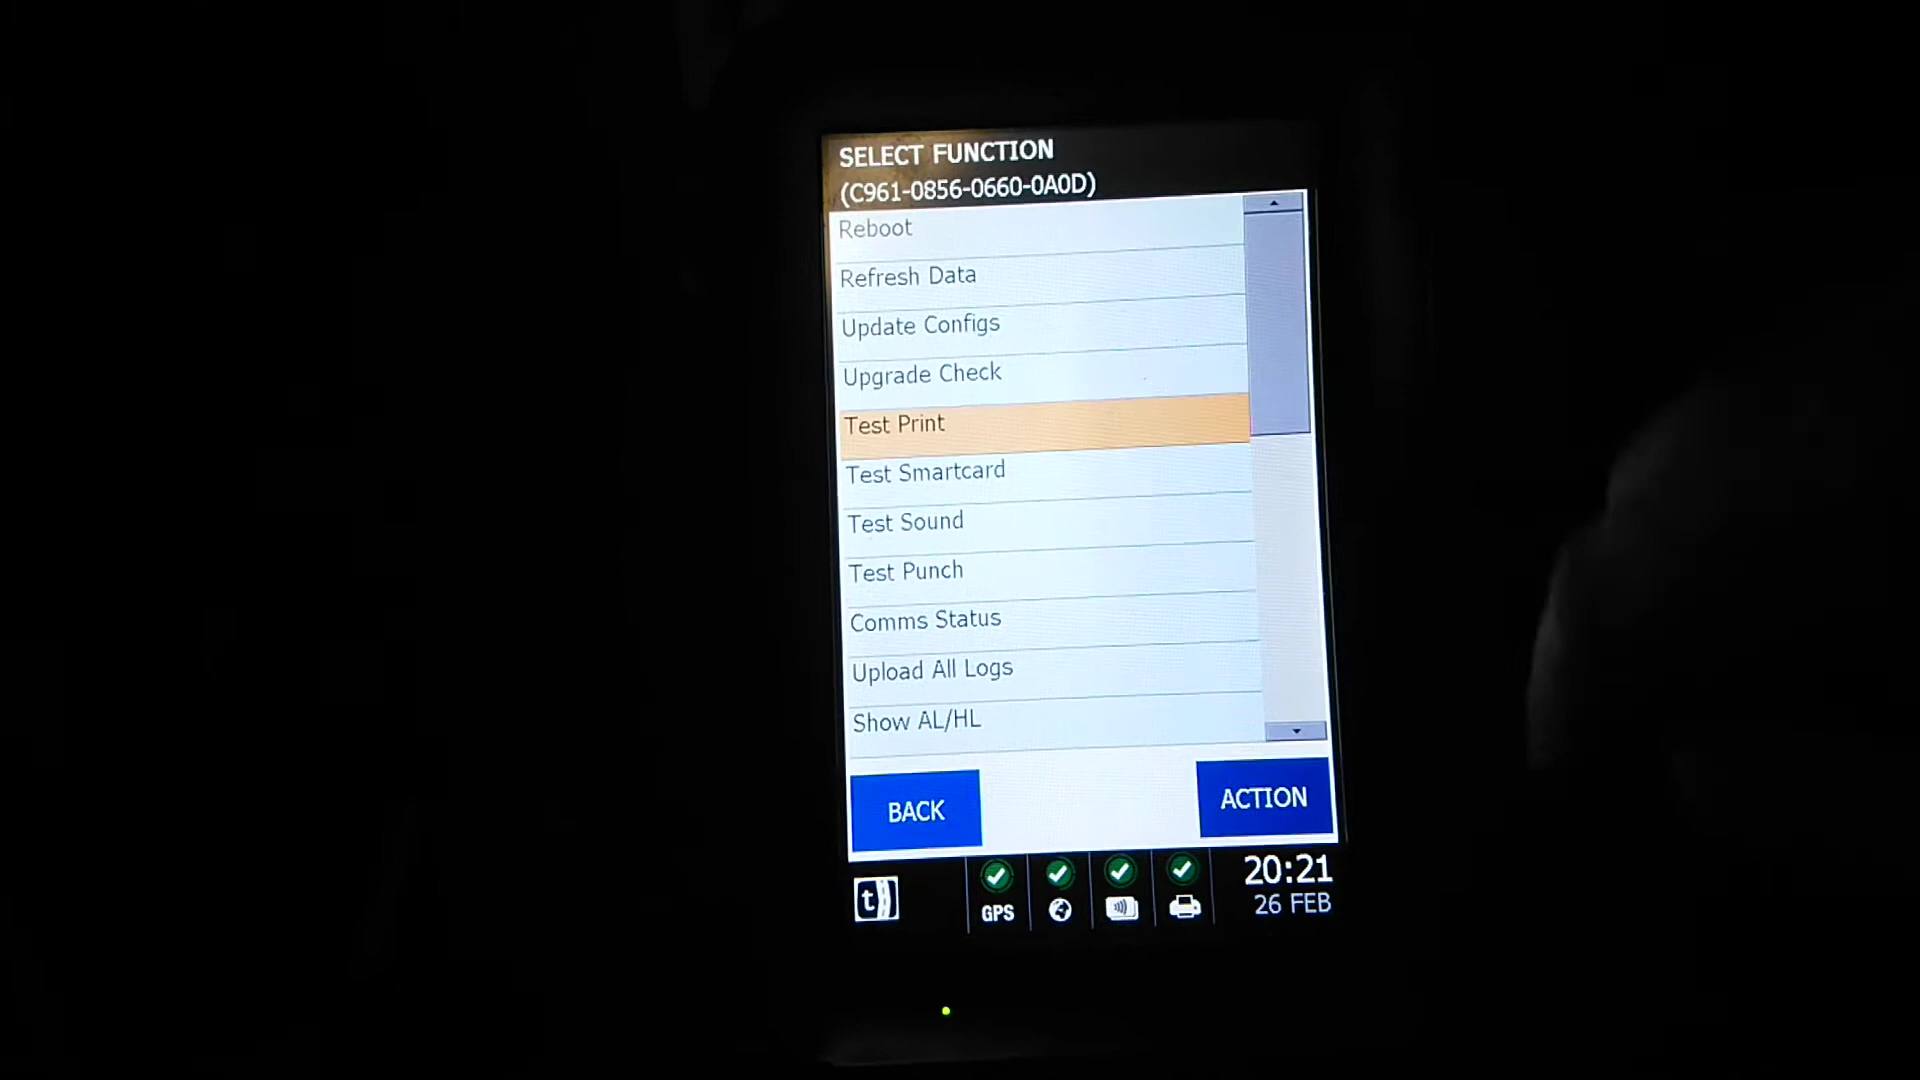 SELECT FUNCTION
(C961-0856-0660-0A0D)
Reboot
Refresh Data
Update Configs
Upgrade Check
Test Print
Test Smartcard
Test Sound
Test Punch
Comms Status
Upload All Logs
Show AL/HL
BACK
ACTION
t
GPS
20:21
26 FEB